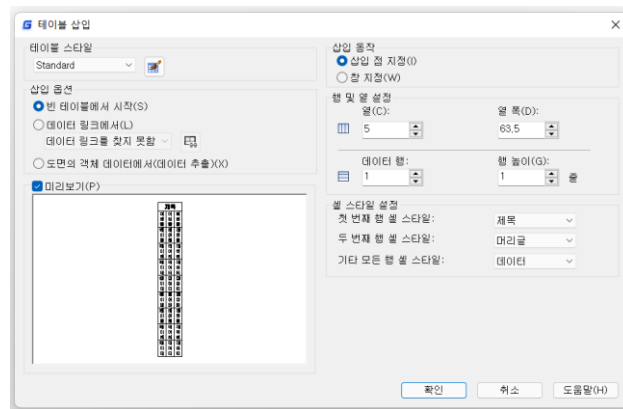 테이블 삽입
테이블 스타일
Standard
삽입 옵션
빈 테이블에서 시작(S)
데이터 링크에서(L)
데이터 링크를 찾지 못함
도면의 객체 데이터에서(데이터 추출)(X)
미리보기(P)
제목
삽입 동작
삽입 점 지정(I)
창 지정(W)
행 및 열 설정
열(C):
열 폭(D):
5
63.5
데이터 행:
행 높이(G):
1
1
줄
셀 스타일 설정
첫 번째 행 셀 스타일:
제목
두 번째 행 셀 스타일:
머리글
기타 모든 행 셀 스타일:
데이터
확인
취소
도움말(H)